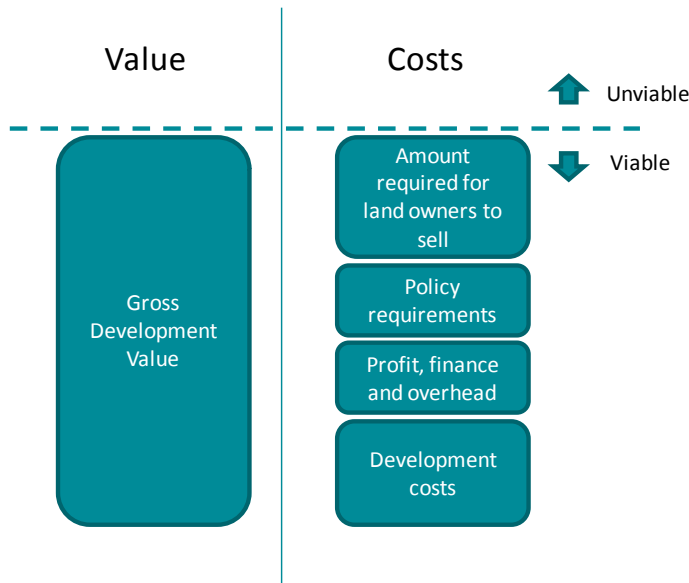 Value
Costs
Unviable
Viable
Amount
required for
land owners to
sell
Policy
requirements
Gross
Development
Value
Profit, finance
and overhead
Development
costs